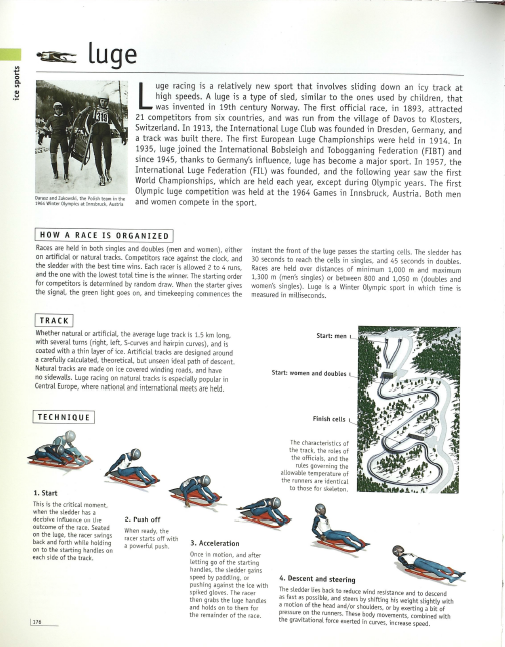 luge
ice sports
Luge racing is a relatively new sport that involves sliding down an icy track at
high speeds. A luge is a type of sled, similar to the ones used by children, that
was invented in 19th century Norway. The first official race, in 1893, attracted
21 competitors from six countries, and was run from the village of Davos to Klosters,
Switzerland. In 1913, the International Luge Club was founded in Dresden, Germany, and
a track was built there. The first European Luge Championships were held in 1914. In
1935, luge joined the International Bobsleigh and Tobogganing Federation (FIBT) and
since 1945, thanks to Germany's influence, luge has become a major sport. In 1957, the
International Luge Federation (FIL) was founded, and the following year saw the first
World Championships, which are held each year, except during Olympic years. The first
Olympic luge competition was held at the 1964 Games in Innsbruck, Austria. Both men
and women compete in the sport.
319
and Zukowski, the Polish team in the
1964 Winter Olympics at Innsbruck, Austria
HOW A RACE IS ORGANIZED
Races are held in both singles and doubles (men and women), either
on artificial or natural tracks. Competitors race against the clock, and
the sledder with the best time wins. Each racer is allowed 2 to 4 runs,
and the one with the lowest total time is the winner. The starting order
for competitors is determined by random draw. When the starter gives
the signal, the green light goes on, and timekeeping commences the
instant the front of the luge passes the starting cells. The sledder has
30 seconds to reach the cells in singles, and 45 seconds in doubles.
Races are held over distances of minimum 1,000 m and maximum
1,300 m (men's singles) or between 800 and 1,050 m (doubles and
women's singles). Luge is a Winter Olympic sport in which time is
measured in milliseconds.
TRACK
Whether natural or artificial, the average luge track is 1.5 km long,
with several turns (right, left, S-curves and hairpin curves), and is
coated with a thin layer of ice. Artificial tracks are designed around
a carefully calculated, theoretical, but unseen ideal path of descent.
Natural tracks are made on ice covered winding roads, and have
no sidewalls. Luge racing on natural tracks is especially popular in
Central Europe, where national and international meets are held.
Start: men
Start: women and doubles
Finish cells
The characteristics of
the track, the roles of
the officials, and the
rules governing the
allowable temperature of
the runners are identical
to those for skeleton.
TECHNIQUE
1. Start
This is the critical moment,
when the sledder has a
decisive influence on the
outcome of the race. Seated
on the luge, the racer swings
back and forth while holding
on to the starting handles on
each side of the track.
2. Push off
When ready, the
racer starts off with
a powerful push.
3. Acceleration
Once in motion, and after
letting go of the starting
handles, the sledder gains
speed by paddling, or
pushing against the ice with
spiked gloves. The racer
then grabs the luge handles
and holds on to them for
the remainder of the race.
4. Descent and steering
The sledder lies back to reduce wind resistance and to descend
as fast as possible, and steers by shifting his weight slightly with
a motion of the head and/or shoulders, or by exerting a bit of
pressure on the runners. These body movements, combined with
the gravitational force exerted in curves, increase speed.
176